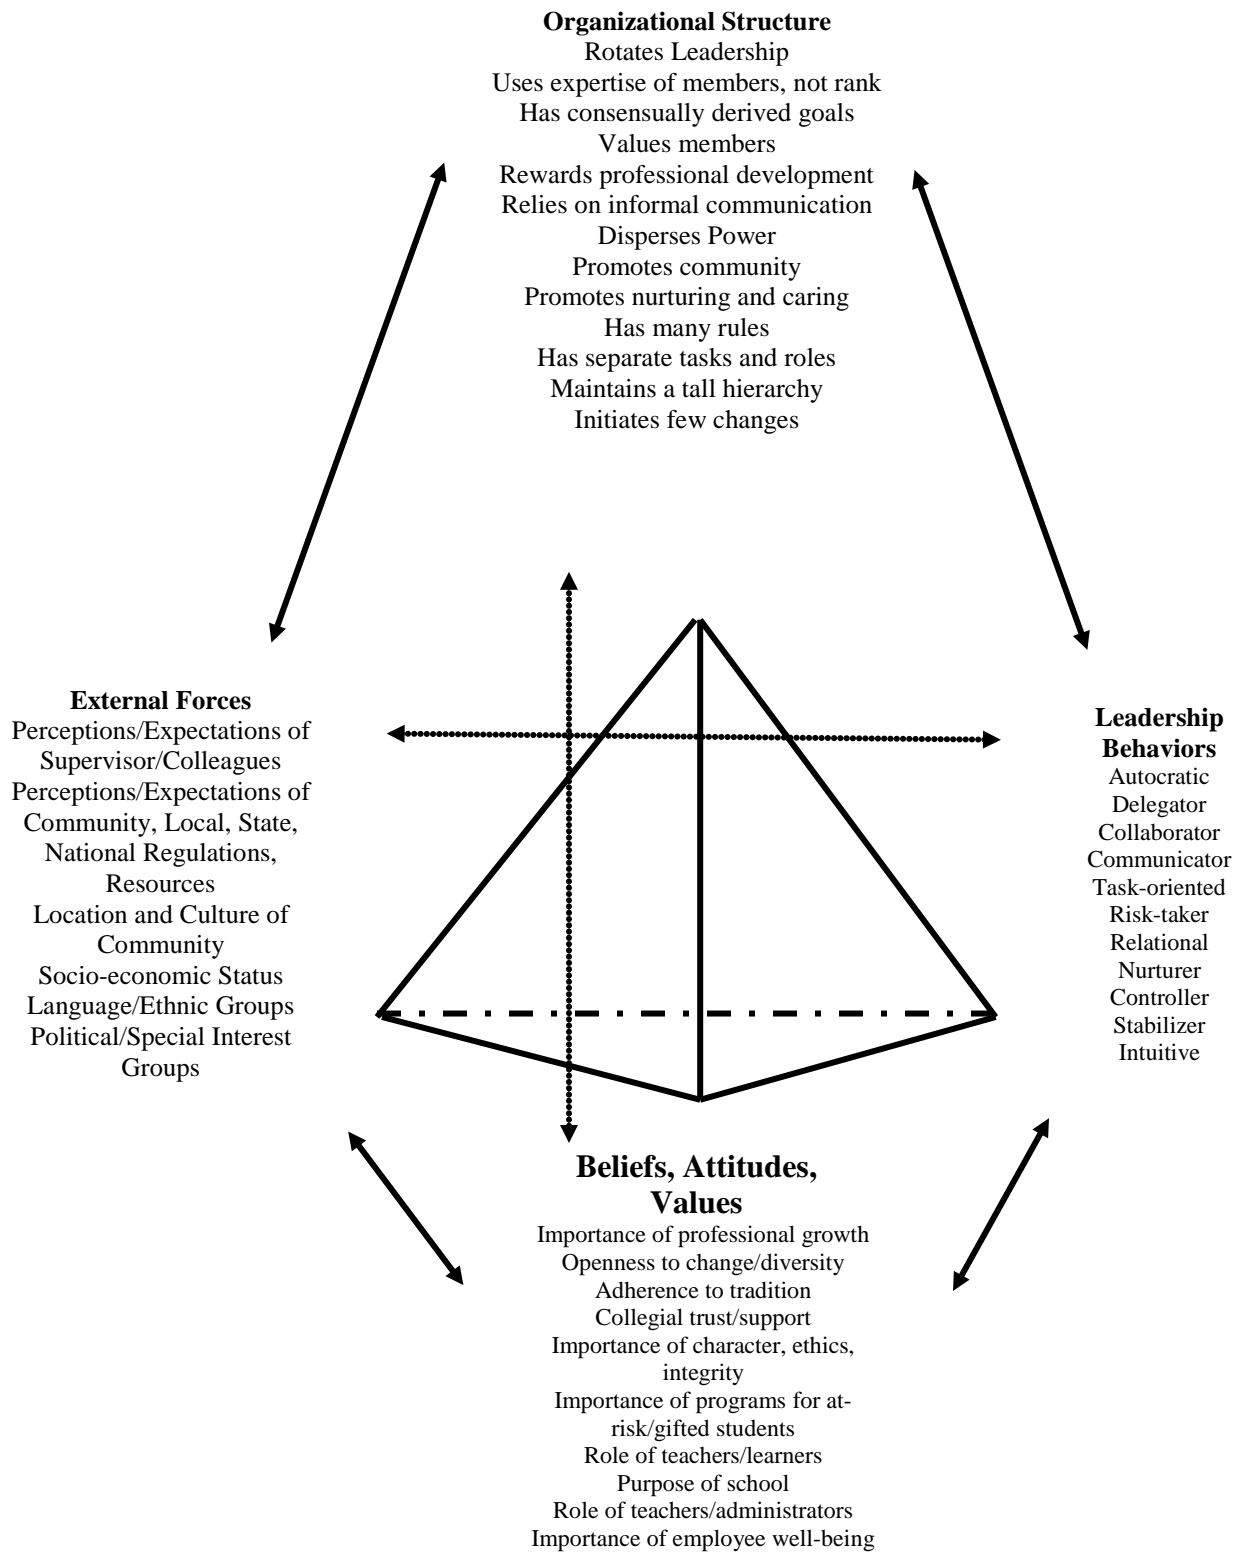 Organizational Structure
Rotates Leadership
Uses expertise of members, not rank
Has consensually derived goals
Values members
Rewards professional development
Relies on informal communication
Disperses Power
Promotes community
Promotes nurturing and caring
Has many rules
Has separate tasks and roles
Maintains a tall hierarchy
Initiates few changes
External Forces
Perceptions/Expectations of
Supervisor/Colleagues
Perceptions/Expectations of
Community, Local, State,
National Regulations,
Resources
Location and Culture of
Community
Socio-economic Status
Language/Ethnic Groups
Political/Special Interest
Groups
Leadership
Behaviors
Autocratic
Delegator
Collaborator
Communicator
Task-oriented
Risk-taker
Relational
Nurturer
Controller
Stabilizer
Intuitive
Beliefs, Attitudes,
Values
Importance of professional growth
Openness to change/diversity
Adherence to tradition
Collegial trust/support
Importance of character, ethics,
integrity
Importance of programs for at-
risk/gifted students
Role of teachers/learners
Purpose of school
Role of teachers/administrators
Importance of employee well-being